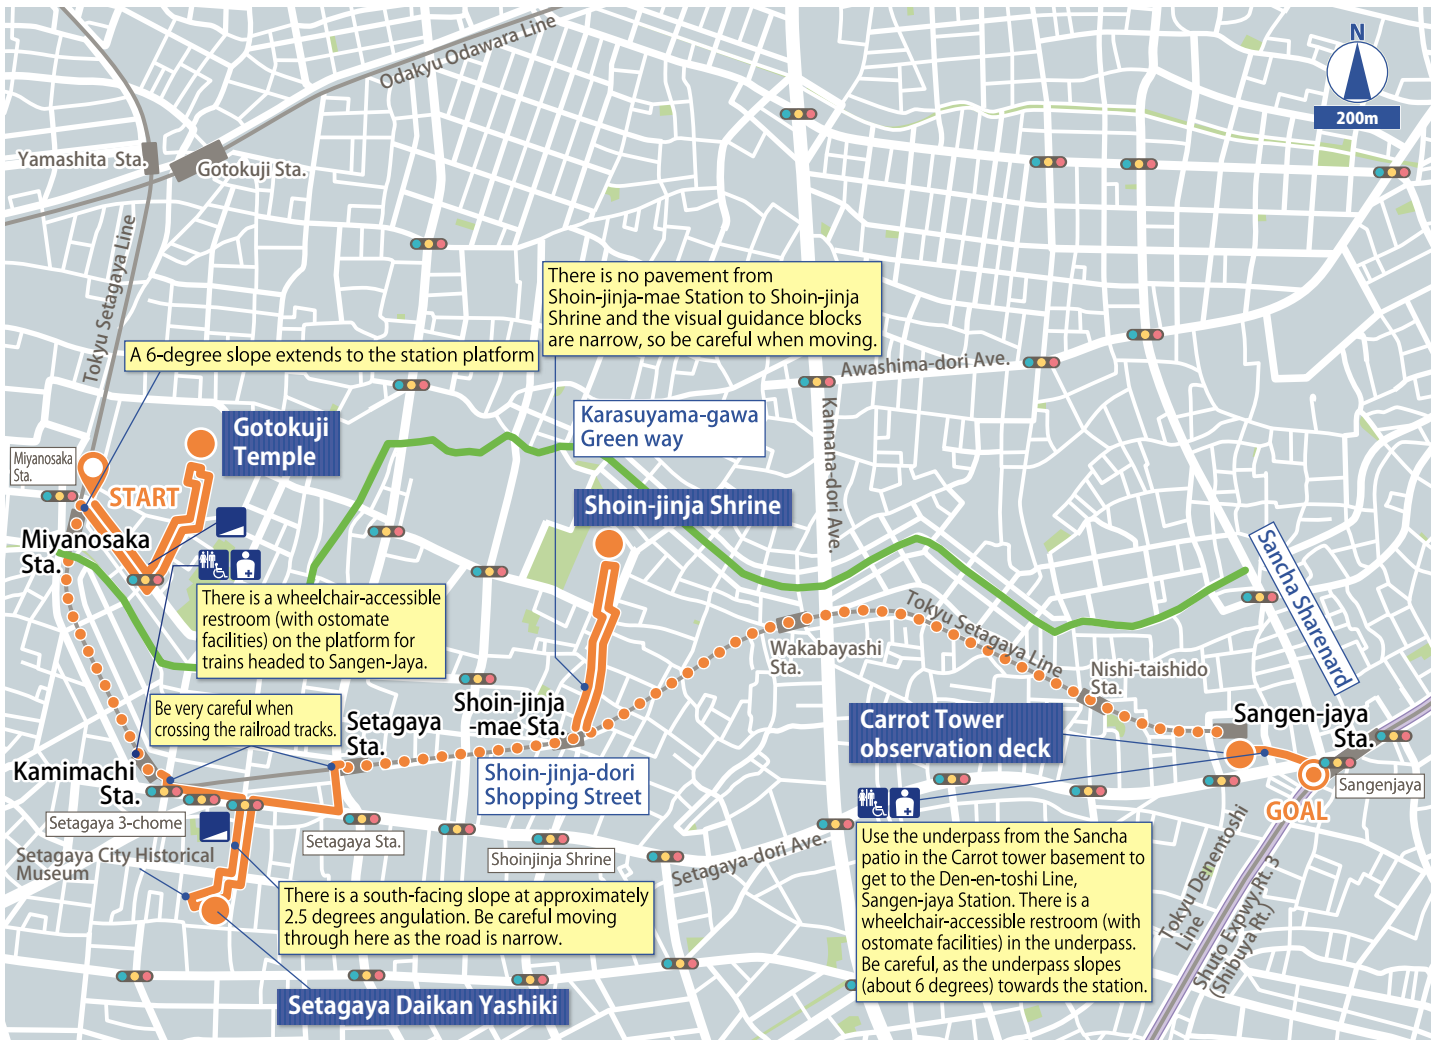 Odakyu Odawara Line
N
200m
Yamashita Sta.
Gotokuji Sta.
Tokyu Setagaya Line
There is no pavement from
Shoin-jinja-mae Station to Shoin-jinja
Shrine and the visual guidance blocks
are narrow, so be careful when moving.
A 6-degree slope extends to the station platform
Awashima-dori Ave.
Kannana-dori Ave.
Gotokuji
Temple
Karasuyama-gawa
Green way
Miyanosaka
Sta.
START
Shoin-jinja Shrine
Miyanosaka
Sta.
Sancha Sharenard
There is a wheelchair-accessible
restroom (with ostomate
facilities) on the platform for
trains headed to Sangen-Jaya.
Tokyu Setagaya Line
Wakabayashi
Sta.
Nishi-taishido
Sta.
Be very careful when
crossing the railroad tracks.
Setagaya
Sta.
Shoin-jinja
-mae Sta.
Carrot Tower
observation deck
Sangen-jaya
Sta.
Kamimachi
Sta.
Shoin-jinja-dori
Shopping Street
Sangenjaya
GOAL
Setagaya 3-chome
Setagaya Sta.
Shoinjinja Shrine
Setagaya-dori Ave.
Setagaya City Historical
Museum
Use the underpass from the Sancha
patio in the Carrot tower basement to
get to the Den-en-toshi Line,
Sangen-jaya Station. There is a
wheelchair-accessible restroom (with
ostomate facilities) in the underpass.
Be careful, as the underpass slopes
(about 6 degrees) towards the station.
Tokyu Denentoshi
Line
Shuto Expwy Rt. 3
(Shibuya Rt.)
There is a south-facing slope at approximately
2.5 degrees angulation. Be careful moving
through here as the road is narrow.
Setagaya Daikan Yashiki